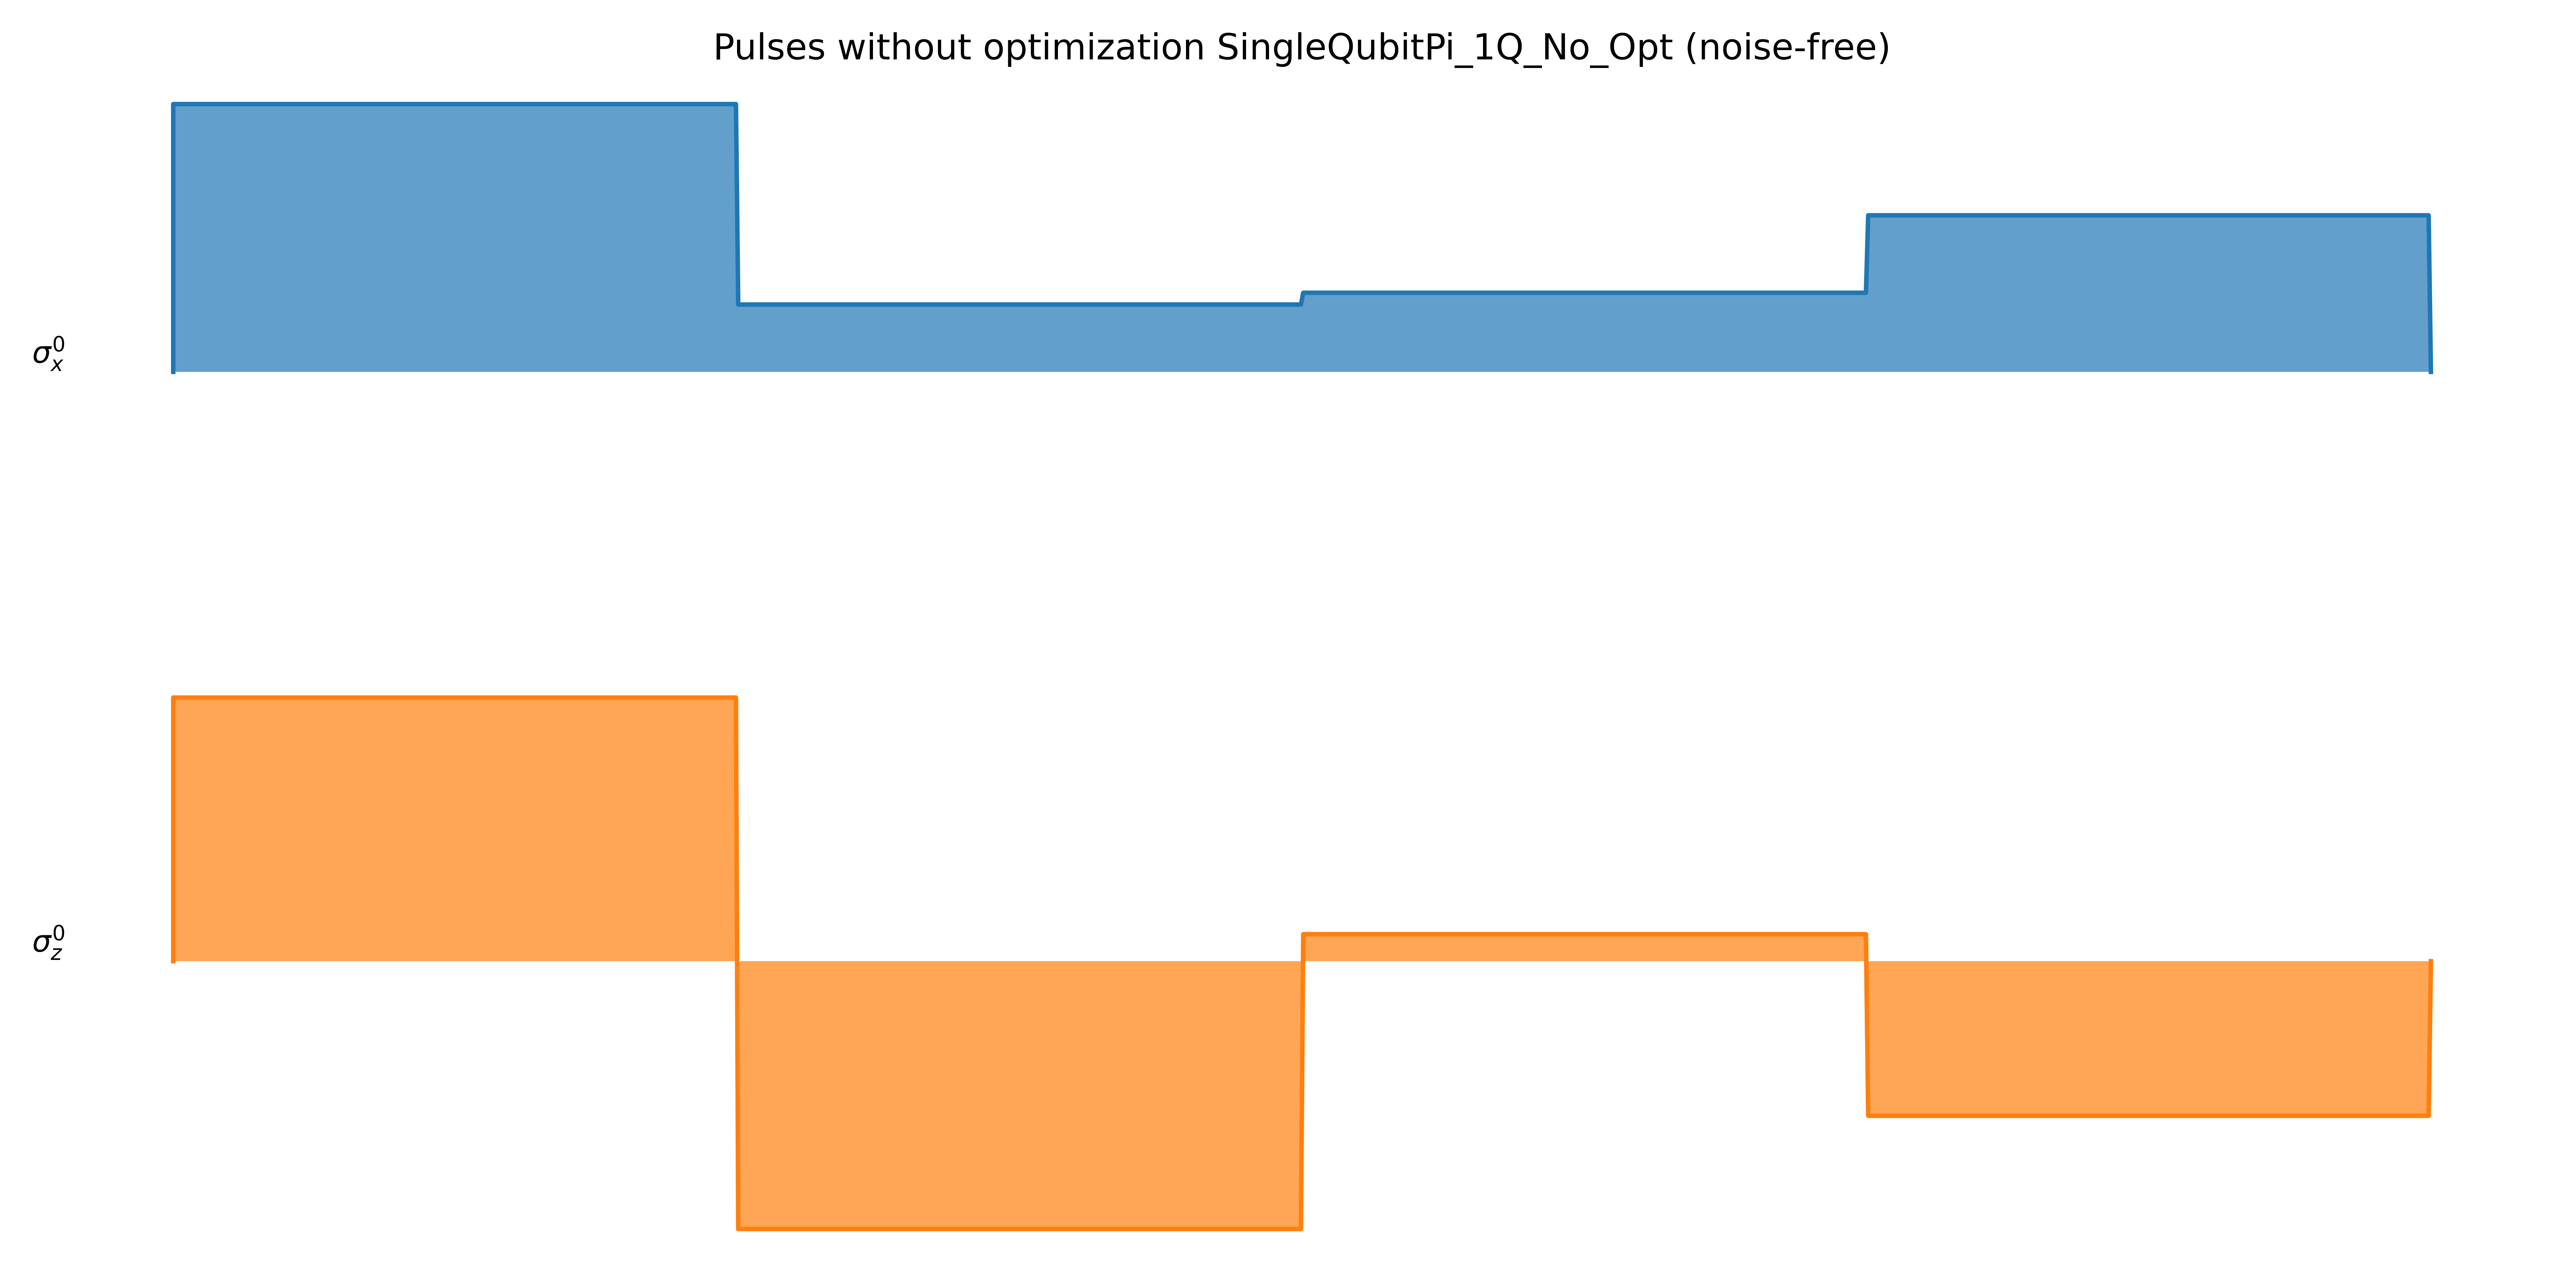 Pulses without optimization SingleQubitPi_1Q_No_Opt (noise-free)
σ_x^0
σ_z^0